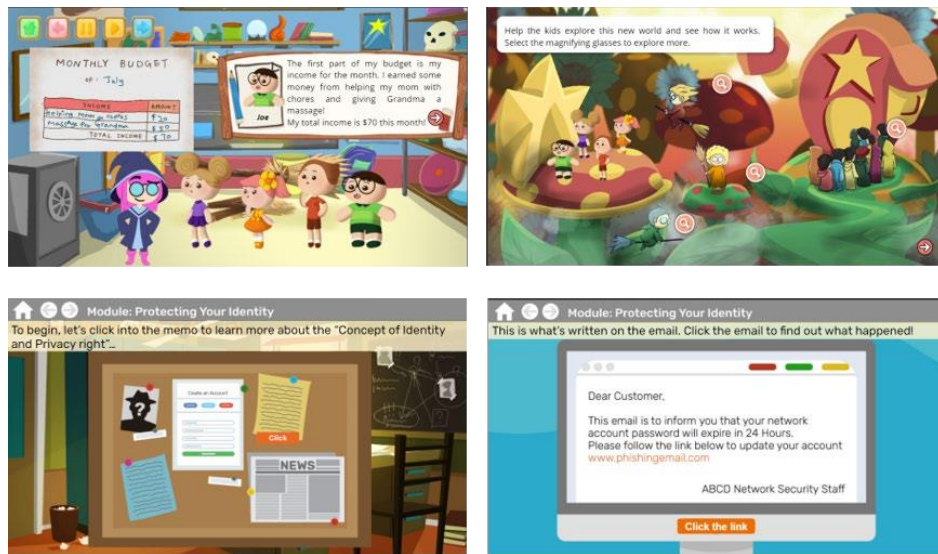 MONTHLY BUDGET
OF: July
INCOME AMOUNT
Helping Mom w/ chores $20
massage for Grandma $50
TOTAL INCOME $70
The first part of my budget is my
income for the month. I earned some
money from helping my mom with
chores and giving Grandma a
massage!
My total income is $70 this month!
Joe
Help the kids explore this new world and see how it works.
Select the magnifying glasses to explore more.
Module: Protecting Your Identity
To begin, let's click into the memo to learn more about the "Concept of Identity
and Privacy right"...
Create an Account
Click
NEWS
Module: Protecting Your Identity
This is what's written on the email. Click the email to find out what happened!
Dear Customer,
This email is to inform you that your network
account password will expire in 24 Hours.
Please follow the link below to update your account
www.phishingemail.com
ABCD Network Security Staff
Click the link